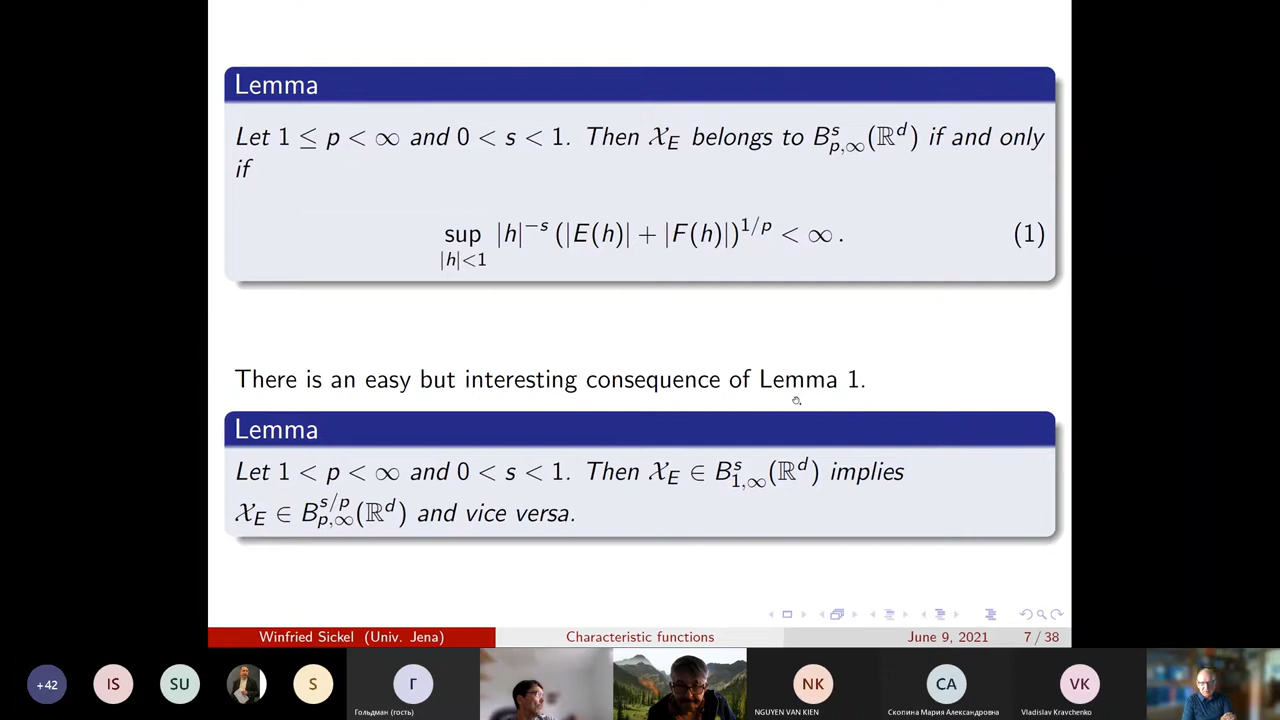 Lemma
Let 1 ≤ p < ∞ and 0 < s < 1. Then 𝒳_E belongs to B^s_{p,∞}(ℝ^d) if and only
if
sup_{|h|<1} |h|^{-s} (|E(h)| + |F(h)|)^{1/p} < ∞ . (1)
There is an easy but interesting consequence of Lemma 1.
Lemma
Let 1 < p < ∞ and 0 < s < 1. Then 𝒳_E ∈ B^s_{1,∞}(ℝ^d) implies
𝒳_E ∈ B^{s/p}_{p,∞}(ℝ^d) and vice versa.
Winfried Sickel (Univ. Jena) Characteristic functions June 9, 2021 7 / 38
+42 IS SU S Г NK CA VK
Гольдман (гость) NGUYEN VAN KIEN Скопина Мария Александровна Vladislav Kravchenko